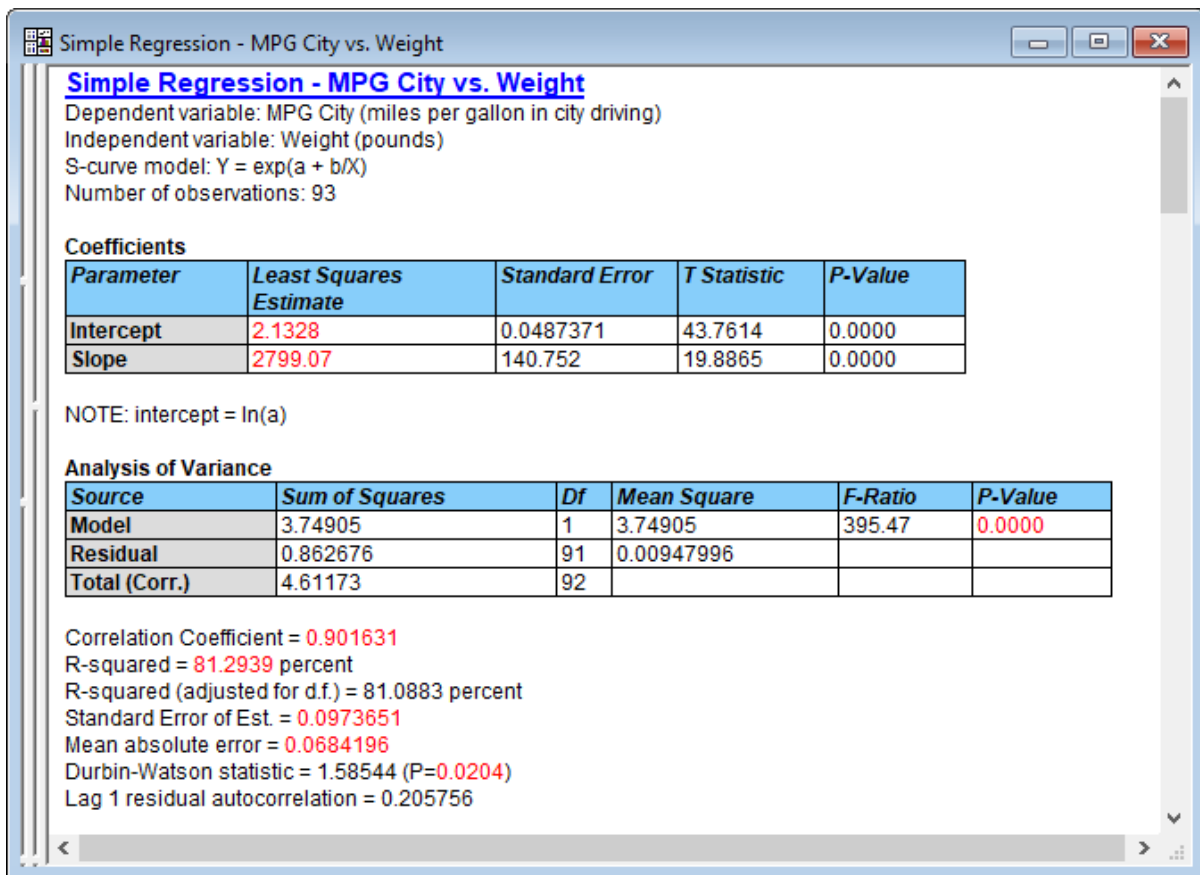 Simple Regression - MPG City vs. Weight
Simple Regression - MPG City vs. Weight
Dependent variable: MPG City (miles per gallon in city driving)
Independent variable: Weight (pounds)
S-curve model: Y = exp(a + b/X)
Number of observations: 93
Coefficients
Parameter Least Squares Estimate Standard Error T Statistic P-Value
Intercept 2.1328 0.0487371 43.7614 0.0000
Slope 2799.07 140.752 19.8865 0.0000
NOTE: intercept = ln(a)
Analysis of Variance
Source Sum of Squares Df Mean Square F-Ratio P-Value
Model 3.74905 1 3.74905 395.47 0.0000
Residual 0.862676 91 0.00947996
Total (Corr.) 4.61173 92
Correlation Coefficient = 0.901631
R-squared = 81.2939 percent
R-squared (adjusted for d.f.) = 81.0883 percent
Standard Error of Est. = 0.0973651
Mean absolute error = 0.0684196
Durbin-Watson statistic = 1.58544 (P=0.0204)
Lag 1 residual autocorrelation = 0.205756